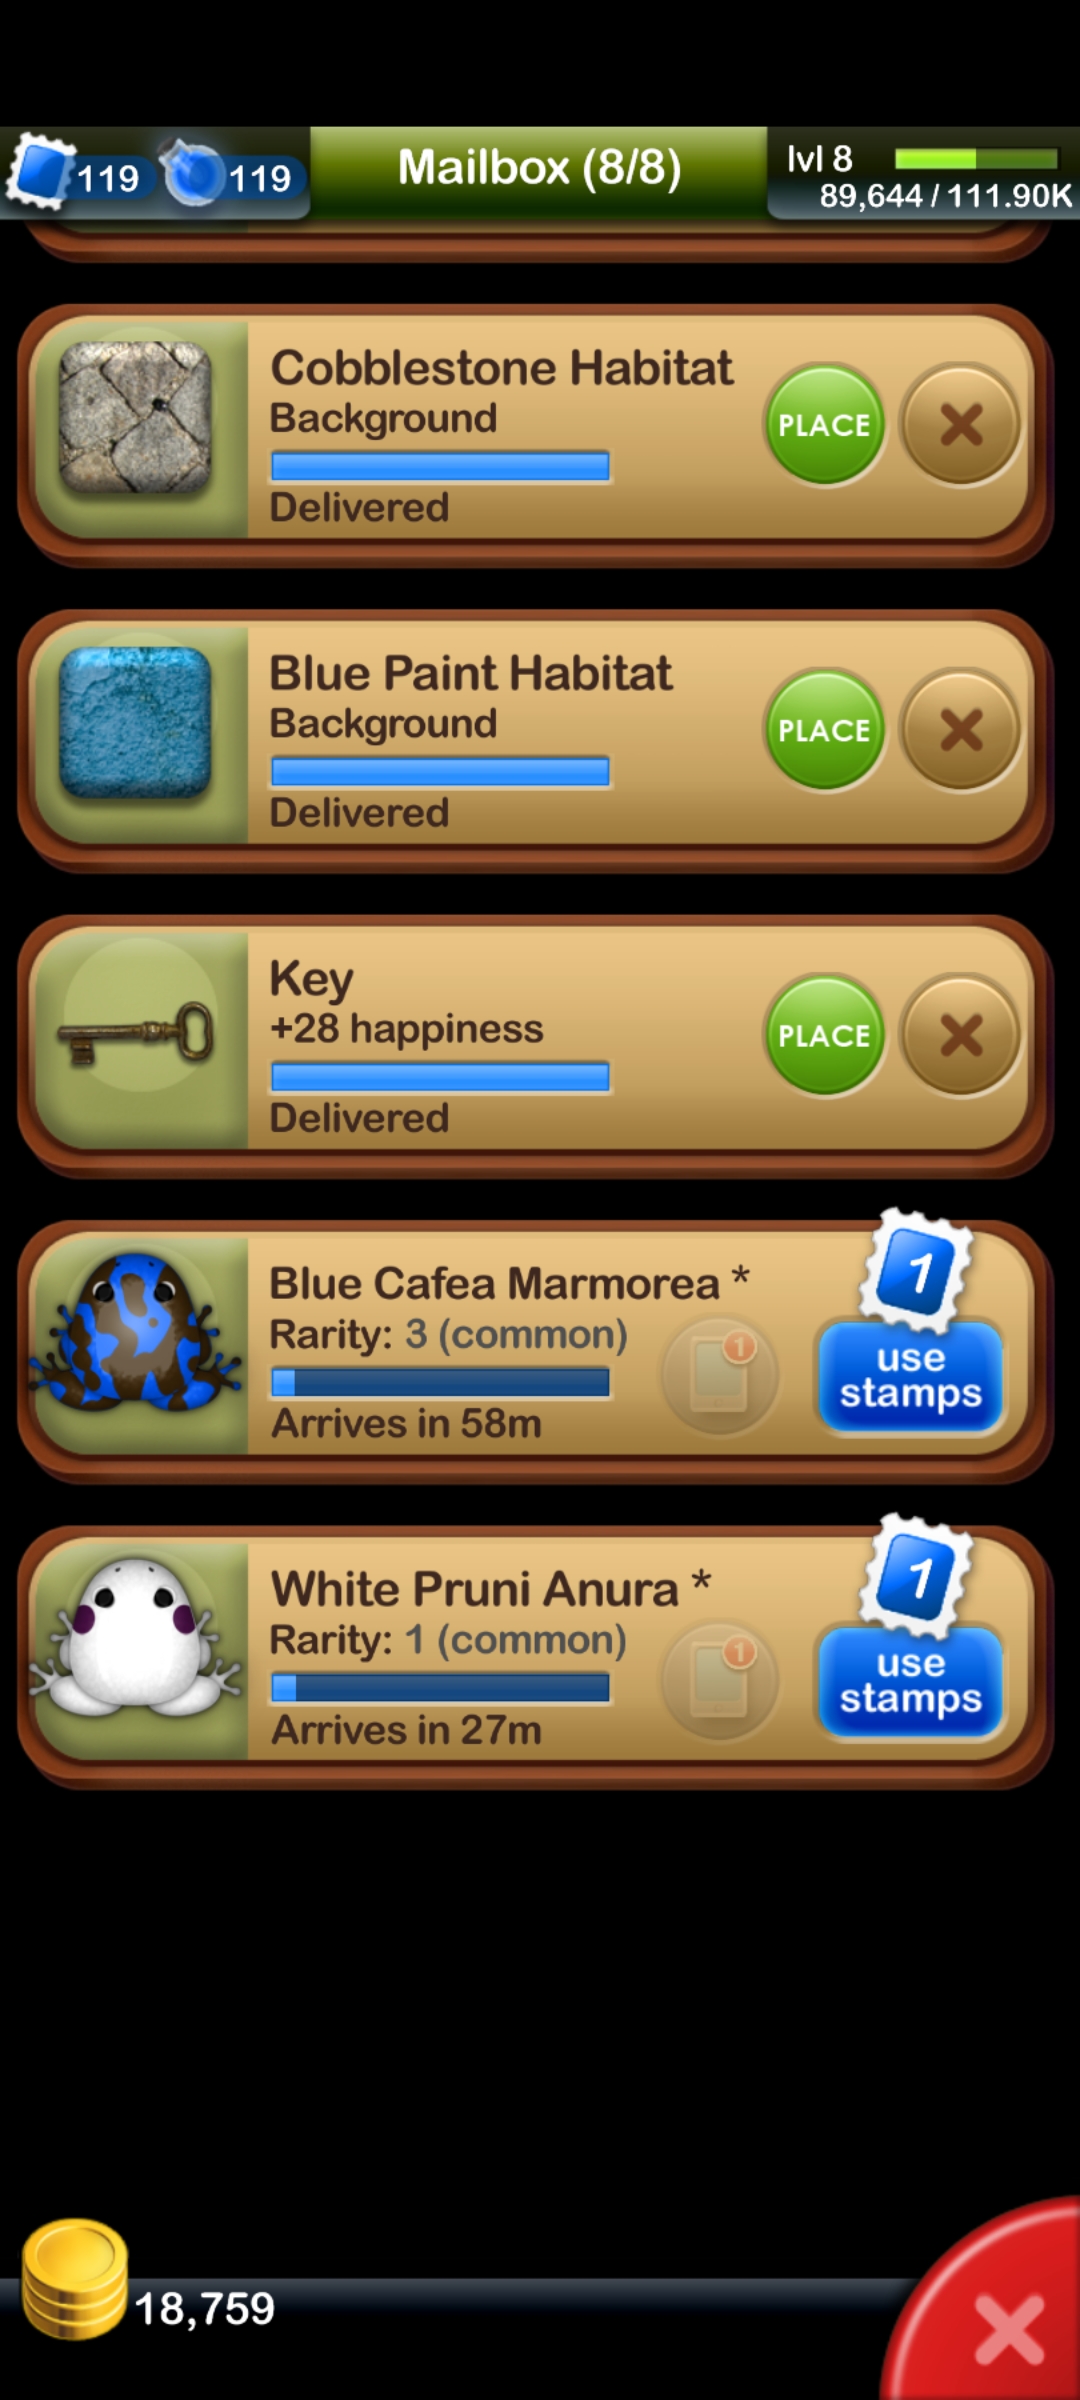 119
119
Mailbox (8/8)
lvl 8
89,644 / 111.90K
Cobblestone Habitat
Background
Delivered
PLACE
Blue Paint Habitat
Background
Delivered
PLACE
Key
+28 happiness
Delivered
PLACE
Blue Cafea Marmorea *
Rarity: 3 (common)
Arrives in 58m
1
1
use
stamps
White Pruni Anura *
Rarity: 1 (common)
Arrives in 27m
1
1
use
stamps
18,759